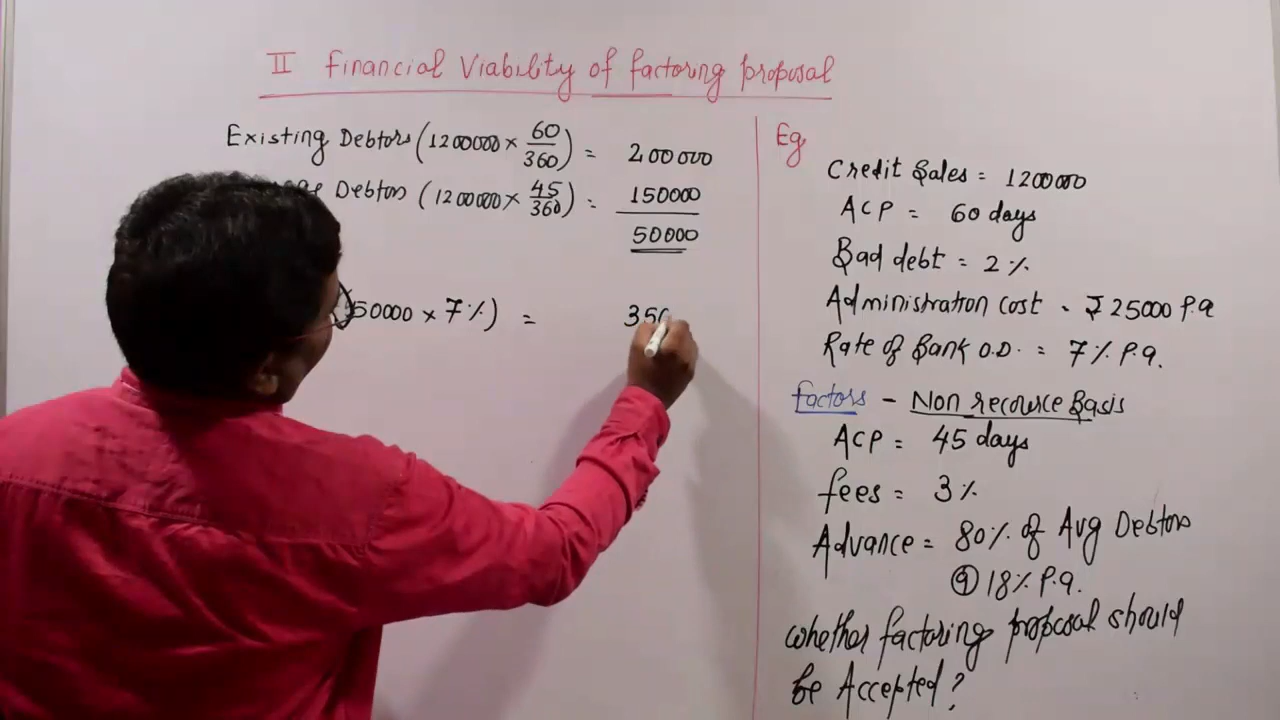 II Financial Viability of factoring proposal
Existing Debtors (1200000 × 60/360) = 200000
Debtors (1200000 × 45/360) = 150000
50000
50000 × 7%) = 350
Eg
Credit Sales = 1200000
ACP = 60 days
Bad debt = 2%
Administration cost = ₹ 25000 P.a
Rate of Bank O.D. = 7% P.a.
factors - Non recourse Basis
ACP = 45 days
fees = 3%
Advance = 80% of Avg Debtors
@ 18% P.a.
whether factoring proposal should
be Accepted?